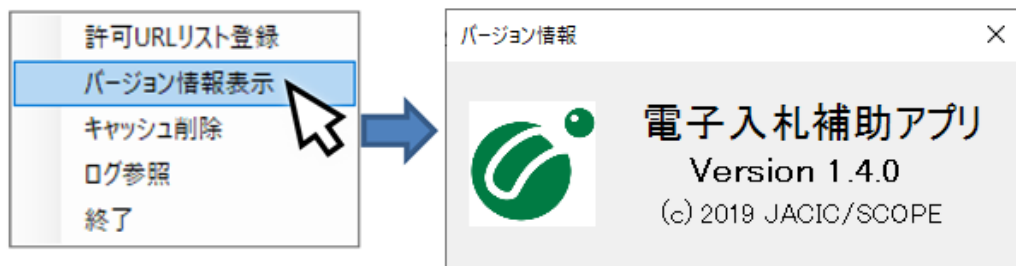 許可URLリスト登録
バージョン情報表示
キャッシュ削除
ログ参照
終了
バージョン情報
電子入札補助アプリ
Version 1.4.0
(c) 2019 JACIC/SCOPE